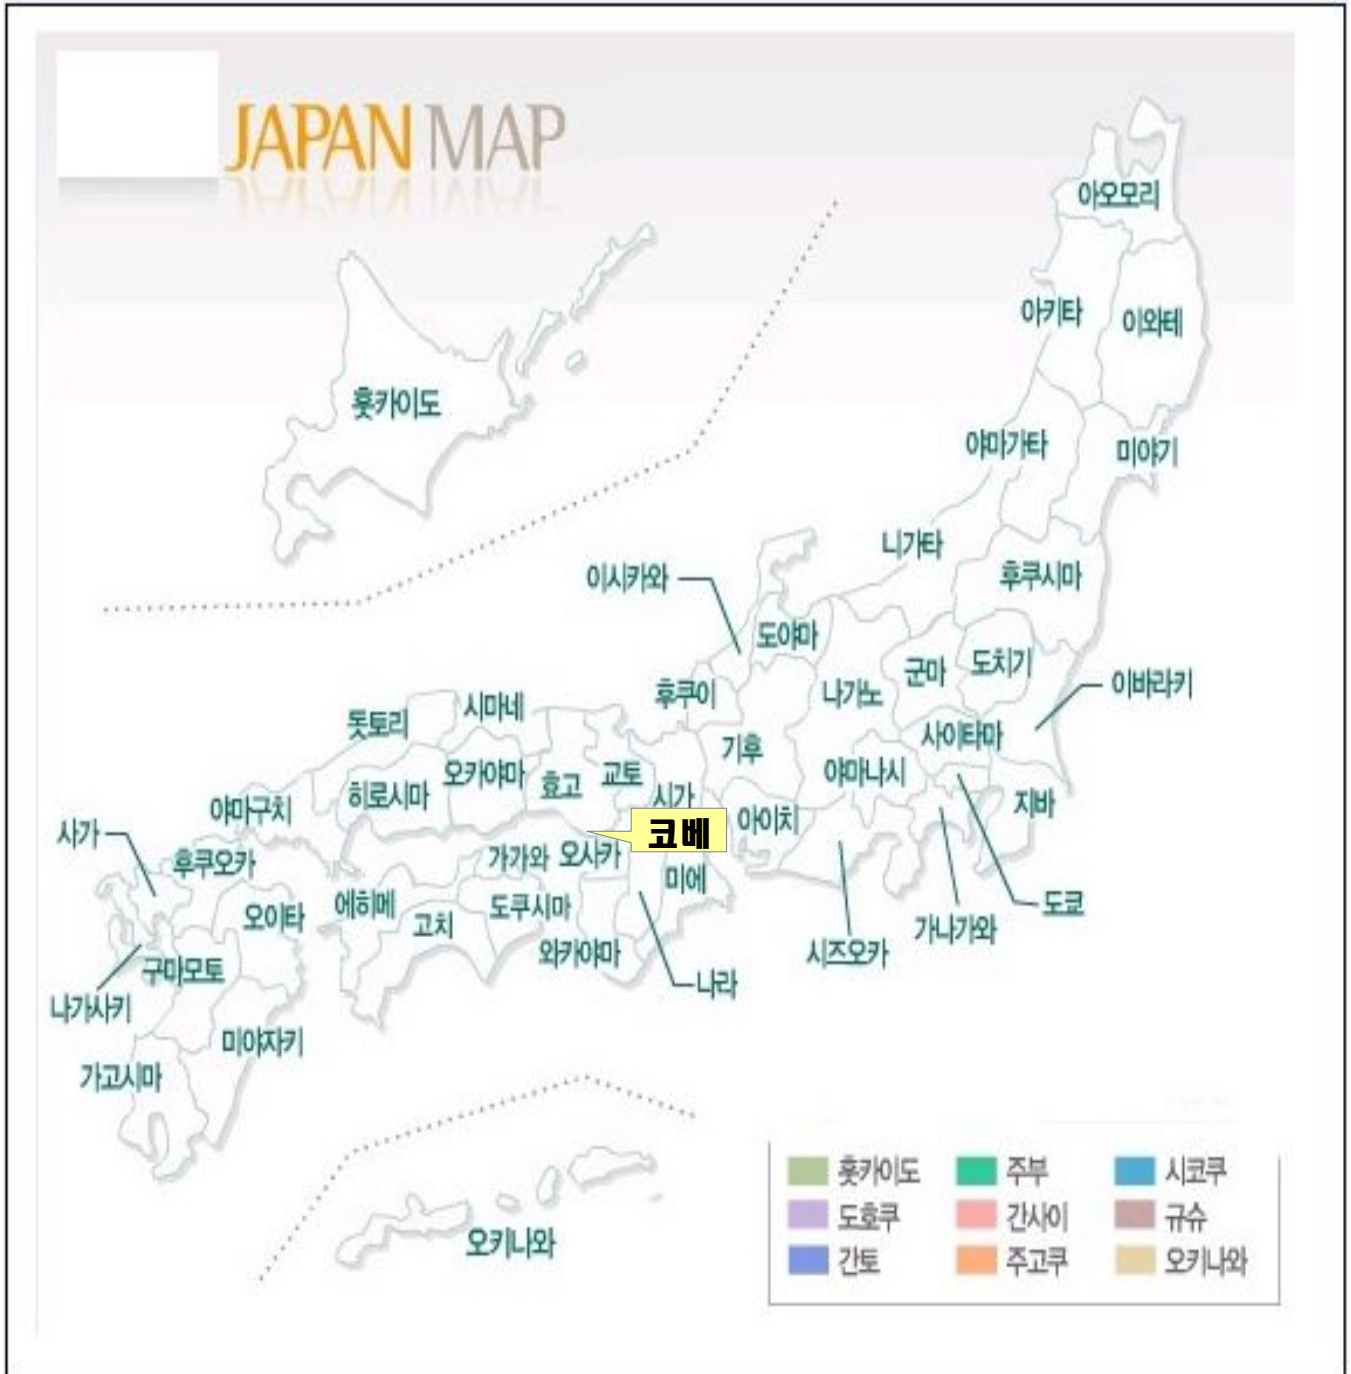 JAPAN MAP
아오모리
아키타
이와테
홋카이도
야마가타
미야기
니가타
이시카와
후쿠시마
도야마
군마
도치기
후쿠이
나가노
이바라키
시마네
돗토리
사이타마
기후
오카야마
효고
교토
야마나시
히로시마
시가
지바
야마구치
아이치
코베
시가
후쿠오카
가가와
오사카
미에
에히메
도쿠시마
도쿄
오이타
고치
가나가와
와카야마
시즈오카
구마모토
나라
나가사키
미야자키
가고시마
오키나와
홋카이도 주부 시코쿠
도호쿠 간사이 규슈
간토 주고쿠 오키나와